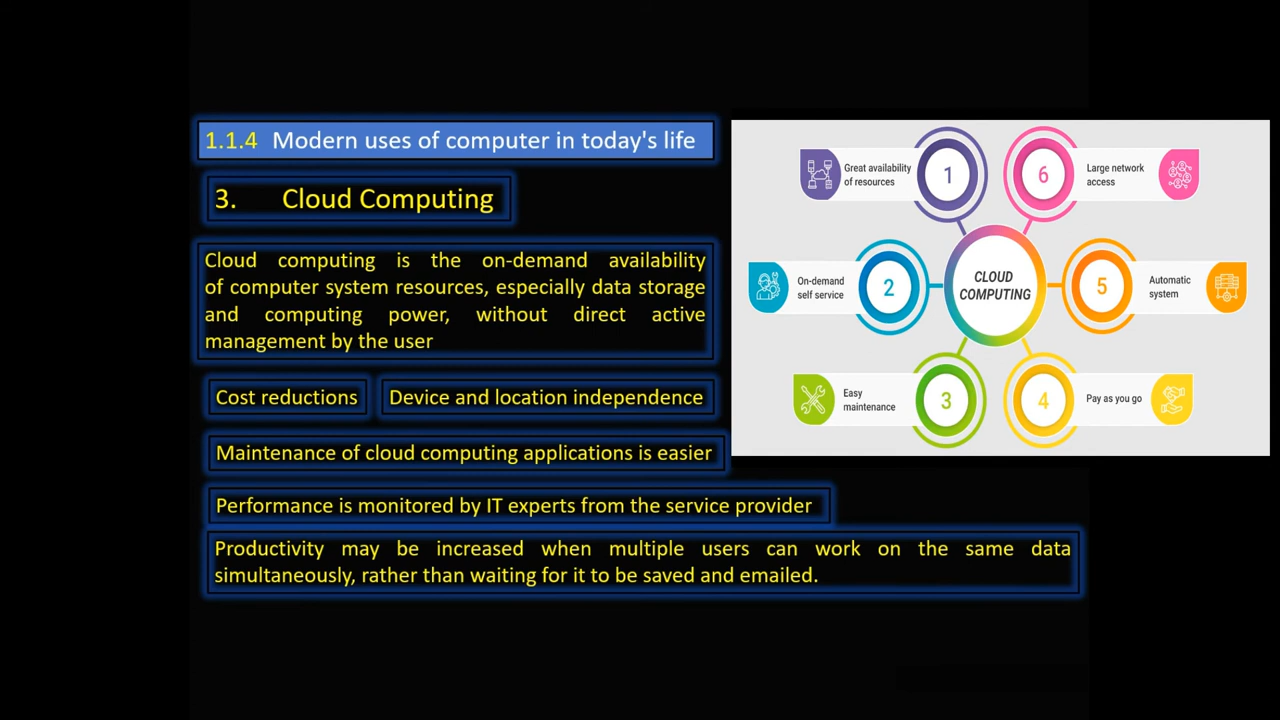 1.1.4 Modern uses of computer in today's life
3. Cloud Computing
Cloud computing is the on-demand availability
of computer system resources, especially data storage
and computing power, without direct active
management by the user
Cost reductions
Device and location independence
Maintenance of cloud computing applications is easier
Performance is monitored by IT experts from the service provider
Productivity may be increased when multiple users can work on the same data
simultaneously, rather than waiting for it to be saved and emailed.
Great availability
of resources
1
6
Large network
access
On-demand
self service
2
CLOUD
COMPUTING
5
Automatic
system
Easy
maintenance
3
4
Pay as you go